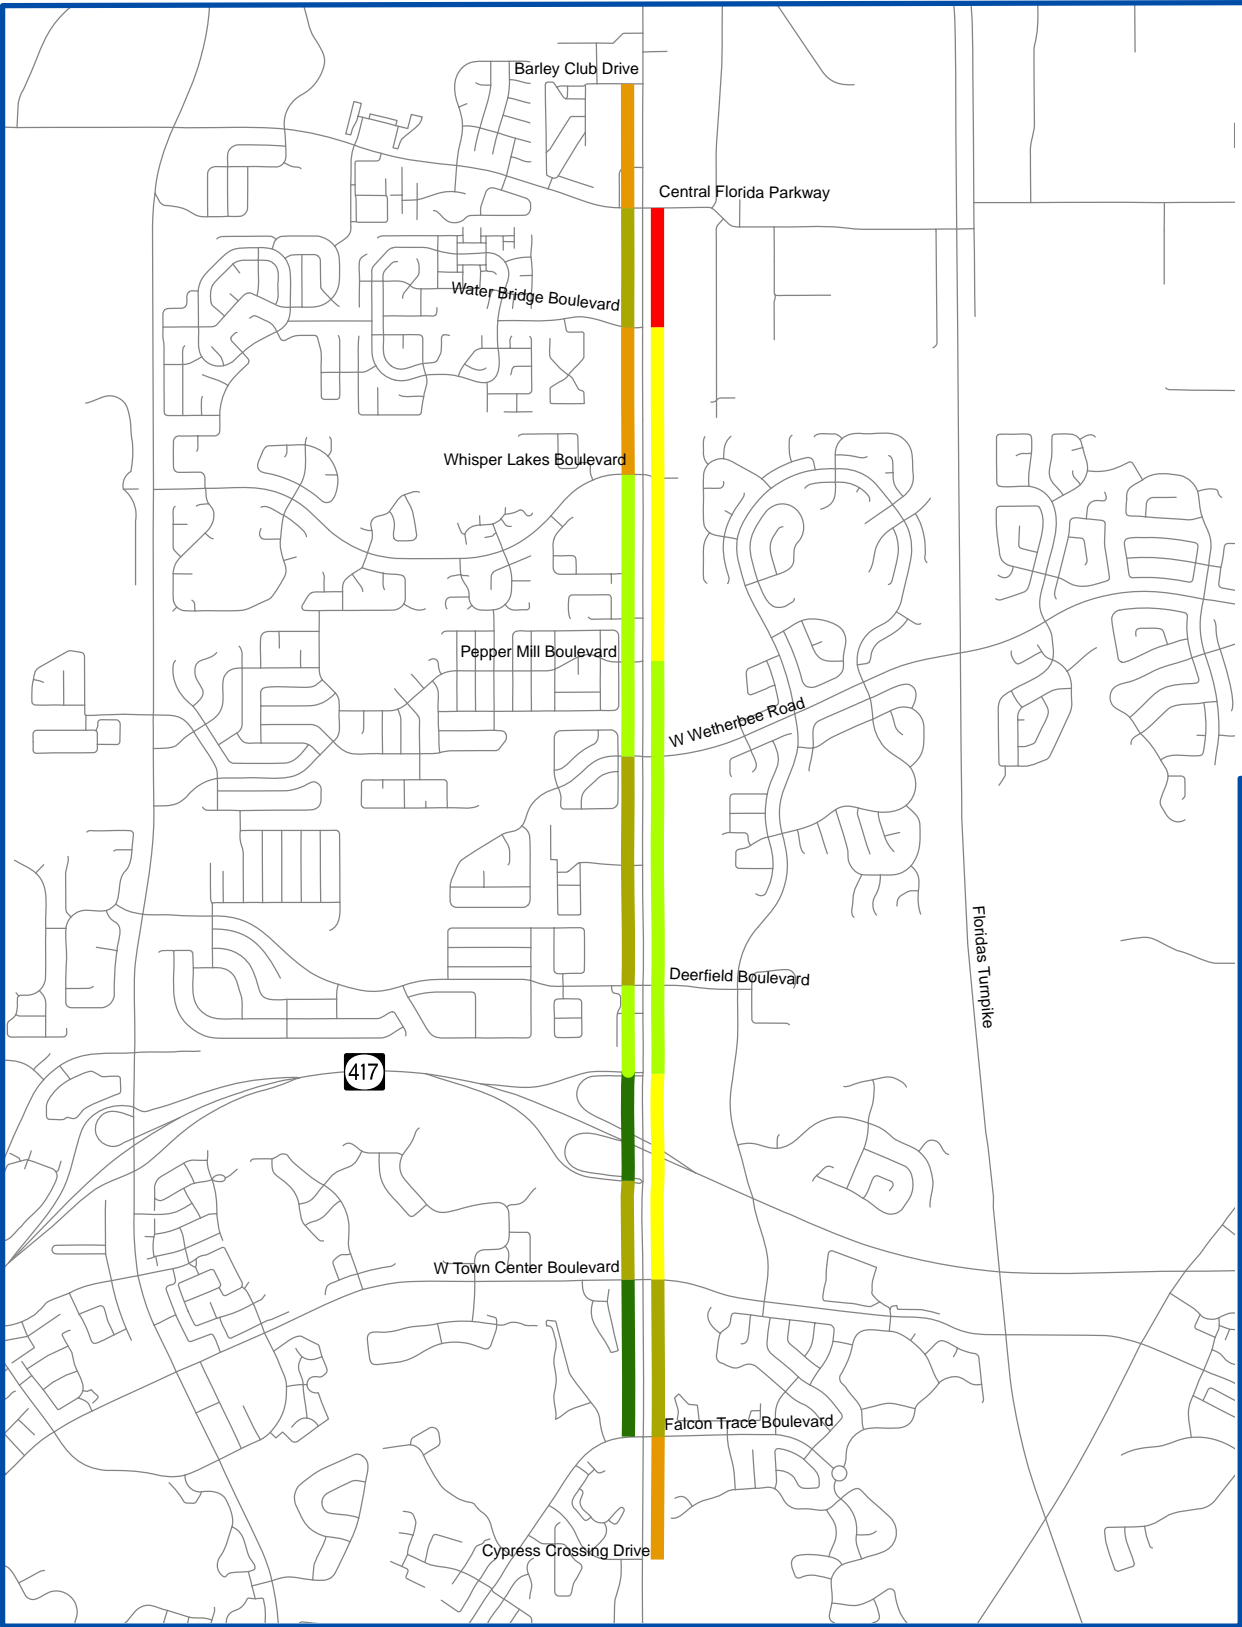 Barley Club Drive
Central Florida Parkway
Water Bridge Boulevard
Whisper Lakes Boulevard
Pepper Mill Boulevard
W Wetherbee Road
Floridas Turnpike
Deerfield Boulevard
417
W Town Center Boulevard
Falcon Trace Boulevard
Cypress Crossing Drive